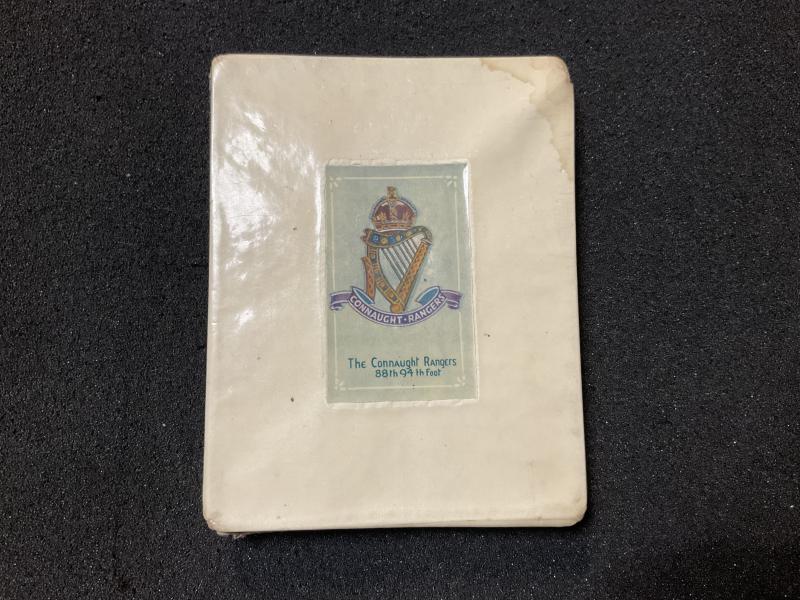 CONNAUGHT · RANGERS
The Connaught Rangers
88th 94th Foot